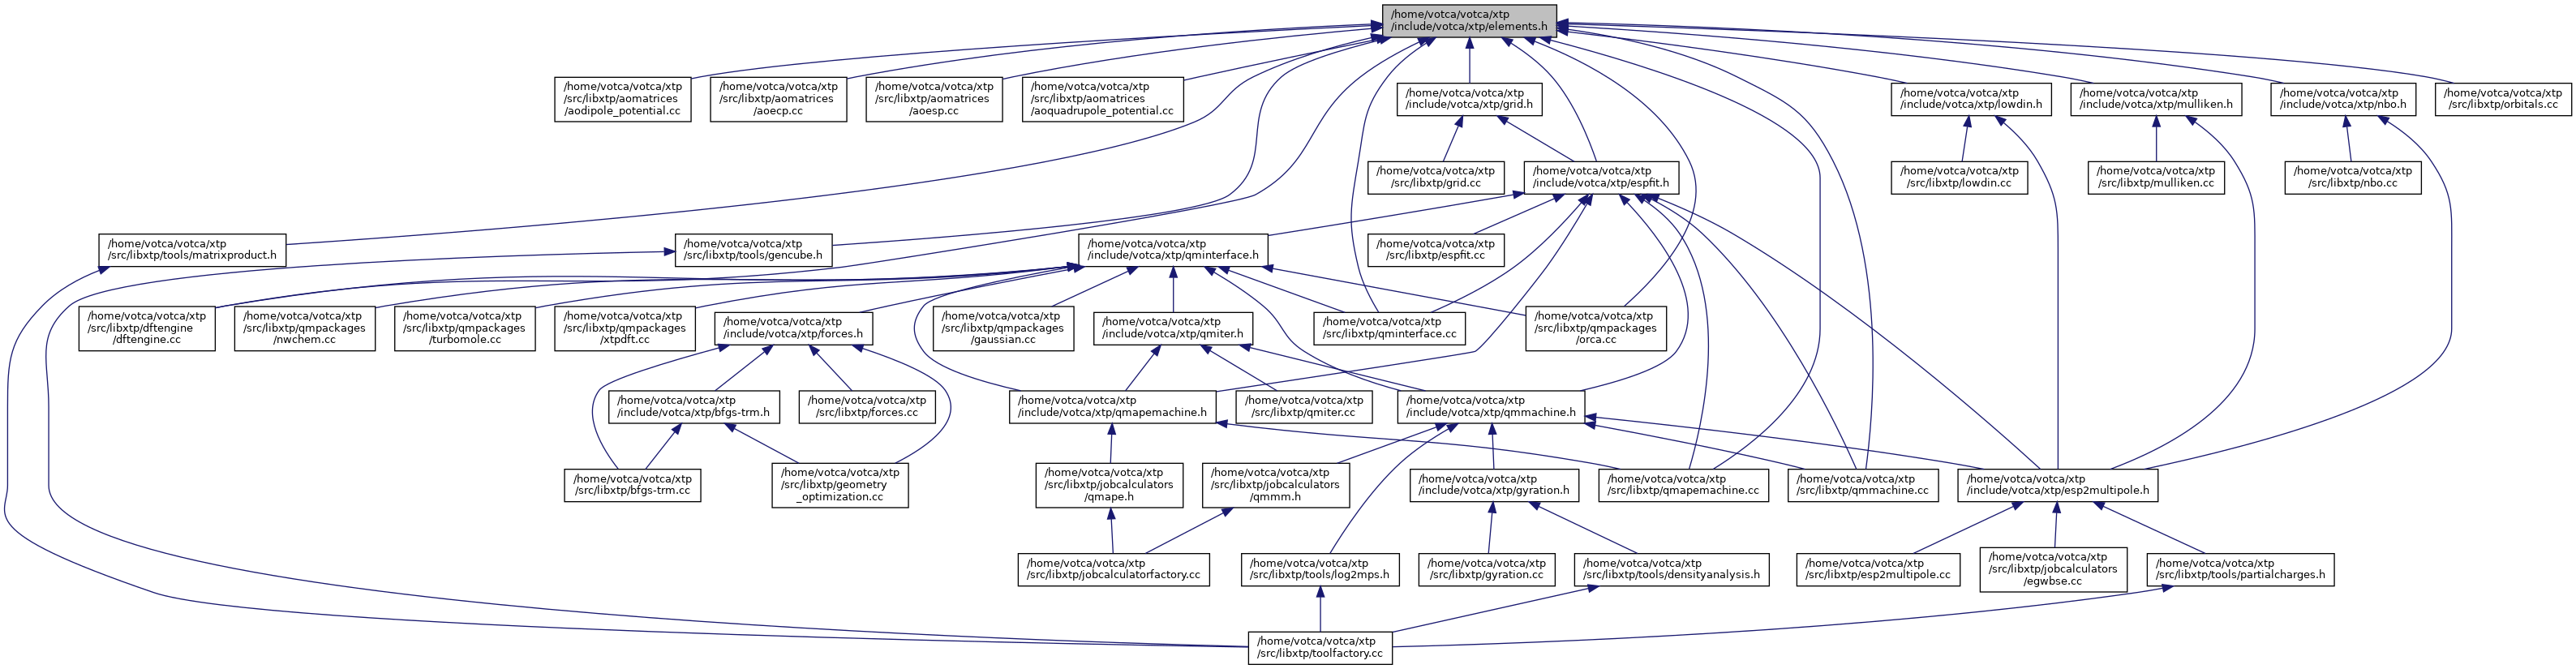 /home/votca/votca/xtp
/include/votca/xtp/elements.h
/home/votca/votca/xtp
/src/libxtp/aomatrices
/aodipole_potential.cc
/home/votca/votca/xtp
/src/libxtp/aomatrices
/aoecp.cc
/home/votca/votca/xtp
/src/libxtp/aomatrices
/aoesp.cc
/home/votca/votca/xtp
/src/libxtp/aomatrices
/aoquadrupole_potential.cc
/home/votca/votca/xtp
/include/votca/xtp/grid.h
/home/votca/votca/xtp
/include/votca/xtp/lowdin.h
/home/votca/votca/xtp
/include/votca/xtp/mulliken.h
/home/votca/votca/xtp
/include/votca/xtp/nbo.h
/home/votca/votca/xtp
/src/libxtp/orbitals.cc
/home/votca/votca/xtp
/src/libxtp/grid.cc
/home/votca/votca/xtp
/include/votca/xtp/espfit.h
/home/votca/votca/xtp
/src/libxtp/lowdin.cc
/home/votca/votca/xtp
/src/libxtp/mulliken.cc
/home/votca/votca/xtp
/src/libxtp/nbo.cc
/home/votca/votca/xtp
/src/libxtp/tools/matrixproduct.h
/home/votca/votca/xtp
/src/libxtp/tools/gencube.h
/home/votca/votca/xtp
/include/votca/xtp/qminterface.h
/home/votca/votca/xtp
/src/libxtp/espfit.cc
/home/votca/votca/xtp
/src/libxtp/dftengine
/dftengine.cc
/home/votca/votca/xtp
/src/libxtp/qmpackages
/nwchem.cc
/home/votca/votca/xtp
/src/libxtp/qmpackages
/turbomole.cc
/home/votca/votca/xtp
/src/libxtp/qmpackages
/xtpdft.cc
/home/votca/votca/xtp
/include/votca/xtp/forces.h
/home/votca/votca/xtp
/src/libxtp/qmpackages
/gaussian.cc
/home/votca/votca/xtp
/include/votca/xtp/qmiter.h
/home/votca/votca/xtp
/src/libxtp/qminterface.cc
/home/votca/votca/xtp
/src/libxtp/qmpackages
/orca.cc
/home/votca/votca/xtp
/include/votca/xtp/bfgs-trm.h
/home/votca/votca/xtp
/src/libxtp/forces.cc
/home/votca/votca/xtp
/include/votca/xtp/qmapemachine.h
/home/votca/votca/xtp
/src/libxtp/qmiter.cc
/home/votca/votca/xtp
/include/votca/xtp/qmmachine.h
/home/votca/votca/xtp
/src/libxtp/bfgs-trm.cc
/home/votca/votca/xtp
/src/libxtp/geometry
_optimization.cc
/home/votca/votca/xtp
/src/libxtp/jobcalculators
/qmape.h
/home/votca/votca/xtp
/src/libxtp/jobcalculators
/qmmm.h
/home/votca/votca/xtp
/include/votca/xtp/gyration.h
/home/votca/votca/xtp
/src/libxtp/qmapemachine.cc
/home/votca/votca/xtp
/src/libxtp/qmmachine.cc
/home/votca/votca/xtp
/include/votca/xtp/esp2multipole.h
/home/votca/votca/xtp
/src/libxtp/jobcalculatorfactory.cc
/home/votca/votca/xtp
/src/libxtp/tools/log2mps.h
/home/votca/votca/xtp
/src/libxtp/gyration.cc
/home/votca/votca/xtp
/src/libxtp/tools/densityanalysis.h
/home/votca/votca/xtp
/src/libxtp/esp2multipole.cc
/home/votca/votca/xtp
/src/libxtp/jobcalculators
/egwbse.cc
/home/votca/votca/xtp
/src/libxtp/tools/partialcharges.h
/home/votca/votca/xtp
/src/libxtp/toolfactory.cc